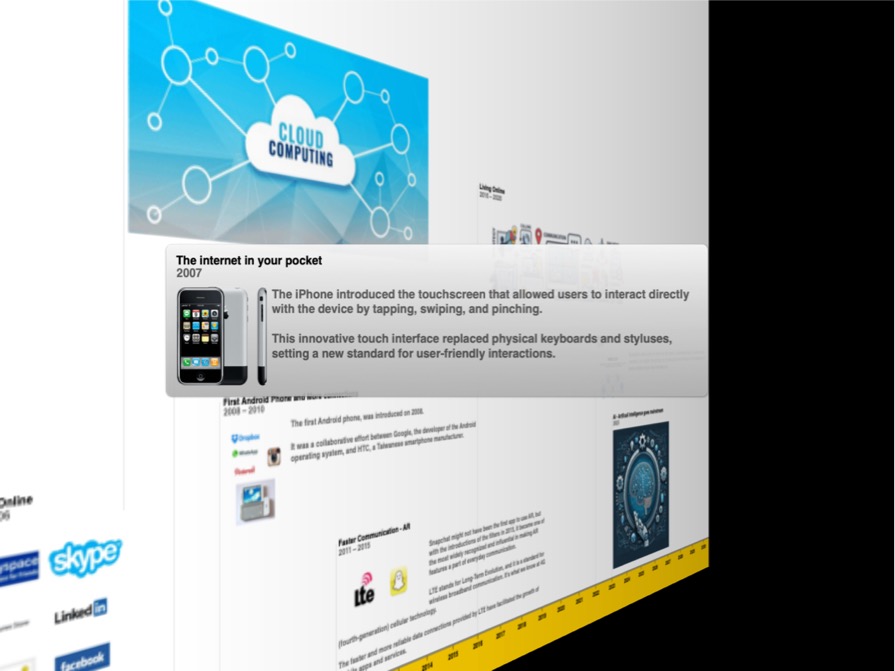 CLOUD
COMPUTING
Living Online
The internet in your pocket
2007
The iPhone introduced the touchscreen that allowed users to interact directly
with the device by tapping, swiping, and pinching.
This innovative touch interface replaced physical keyboards and styluses,
setting a new standard for user-friendly interactions.
First Android Phone and
2008 – 2010
The first Android phone, was introduced on 2008.
It was a collaborative effort between Google, the developer of the Android
operating system, and HTC, a Taiwanese smartphone manufacturer.
Dropbox
WhatsApp
Pinterest
AI - Artificial Intelligence goes mainstream
Online
06
yspace
skype
Linked in
facebook
Faster Communication - AR
2011 – 2015
Lte
Snapchat might not have been the first app to use AR, but
with the introductions of the filters in 2015, it became one of
the most widely recognized and influential in making AR
features a part of everyday communication.
LTE stands for Long-Term Evolution, and it is a standard for
wireless broadband communication. It's what we know as 4G
(fourth-generation) cellular technology.
The faster and more reliable data connections provided by LTE have facilitated the growth of
apps and services.
2014 2015 2016 2017 2018 2019 2020 2021 2022